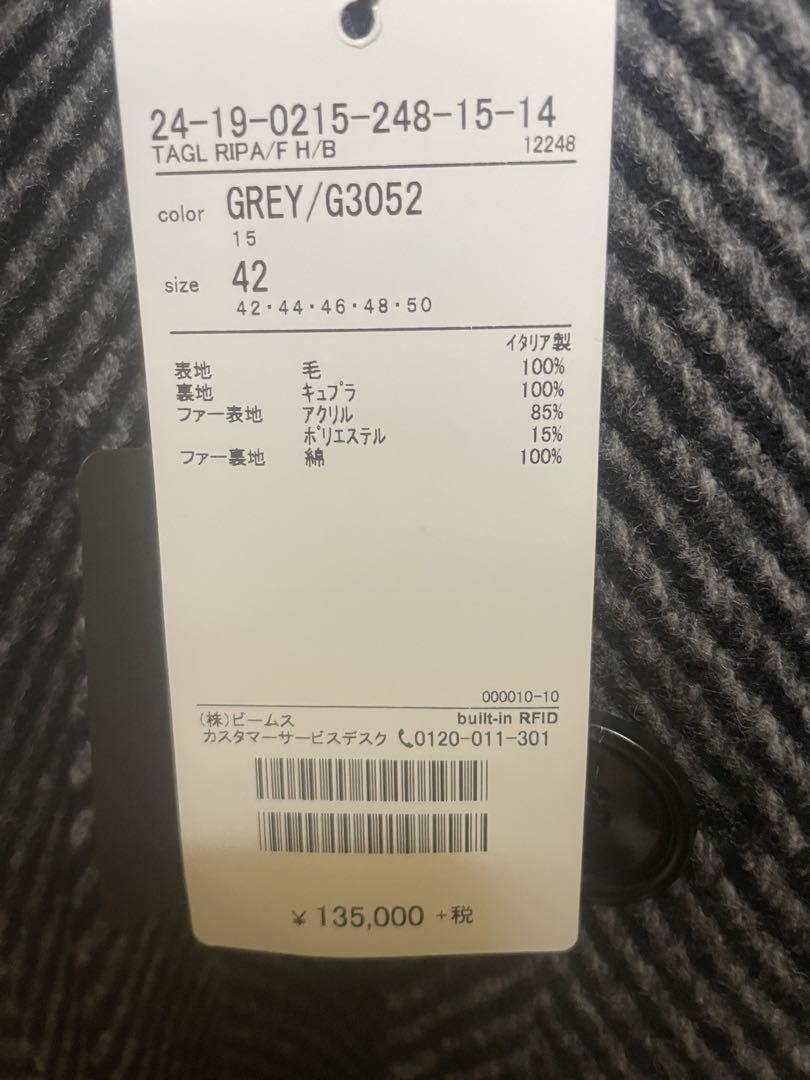 24-19-0215-248-15-14
TAGL RIPA/F H/B 12248
color GREY/G3052
15
size 42
42・44・46・48・50
イタリア製
表地 毛 100%
裏地 キュプラ 100%
ファー表地 アクリル 85%
ポリエステル 15%
ファー裏地 綿 100%
000010-10
(株)ビームス built-in RFID
カスタマーサービスデスク 0120-011-301
¥ 135,000 +税